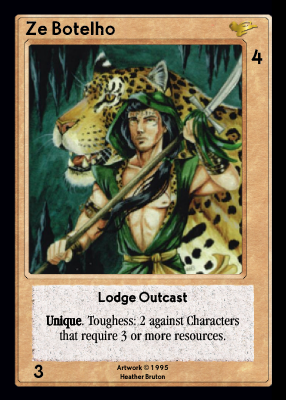 Ze Botelho
4
Lodge Outcast
Unique. Toughess: 2 against Characters
that require 3 or more resources.
3
Artwork © 1995
Heather Bruton